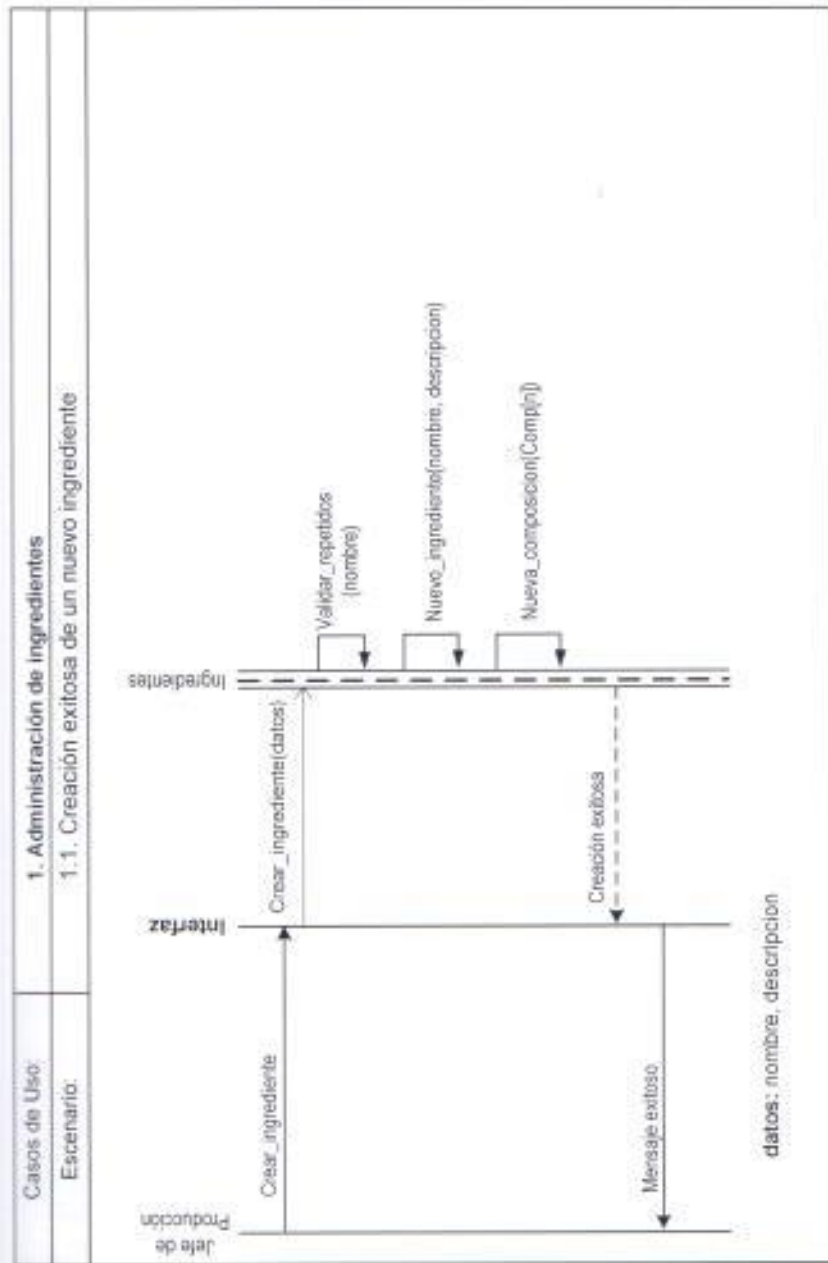 Casos de Uso:
1. Administración de ingredientes
Escenario:
1.1. Creación exitosa de un nuevo ingrediente
Jefe de
Producción
Interfaz
Ingredientes
Crear_ingrediente
Crear_ingrediente(datos)
Validar_repetidos
(nombre)
Nuevo_ingrediente(nombre, descripcion)
Nueva_composicion(Comp[n])
Creación exitosa
Mensaje exitoso
datos: nombre, descripcion